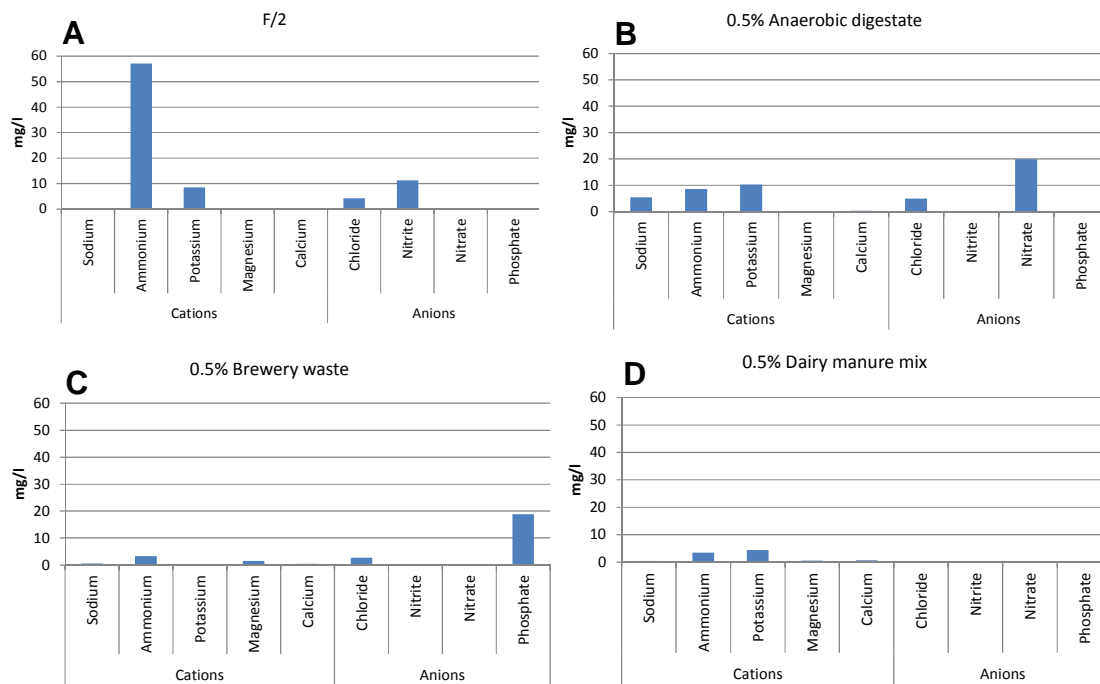 A
F/2
mg/l
60
50
40
30
20
10
0
Sodium
Ammonium
Potassium
Magnesium
Calcium
Chloride
Nitrite
Nitrate
Phosphate
Cations
Anions
B
0.5% Anaerobic digestate
mg/l
60
50
40
30
20
10
0
Sodium
Ammonium
Potassium
Magnesium
Calcium
Chloride
Nitrite
Nitrate
Phosphate
Cations
Anions
C
0.5% Brewery waste
mg/l
60
50
40
30
20
10
0
Sodium
Ammonium
Potassium
Magnesium
Calcium
Chloride
Nitrite
Nitrate
Phosphate
Cations
Anions
D
0.5% Dairy manure mix
mg/l
60
50
40
30
20
10
0
Sodium
Ammonium
Potassium
Magnesium
Calcium
Chloride
Nitrite
Nitrate
Phosphate
Cations
Anions